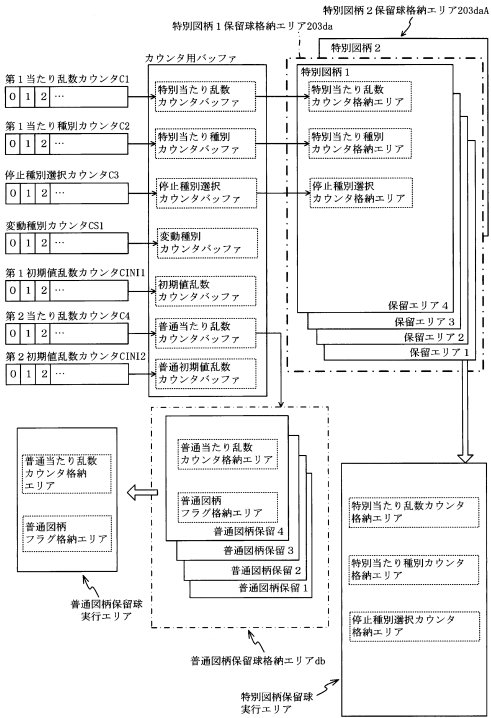 特別図柄２保留球格納エリア203daA
特別図柄１保留球格納エリア203da
特別図柄２
カウンタ用バッファ
特別図柄１
第１当たり乱数カウンタC1
０ １ ２ …
特別当たり乱数
カウンタバッファ
特別当たり乱数
カウンタ格納エリア
第１当たり種別カウンタC2
０ １ ２ …
特別当たり種別
カウンタバッファ
特別当たり種別
カウンタ格納エリア
停止種別選択カウンタC3
０ １ ２ …
停止種別選択
カウンタバッファ
停止種別選択
カウンタ格納エリア
変動種別カウンタCS1
０ １ ２ …
変動種別
カウンタバッファ
第１初期値乱数カウンタCINI1
０ １ ２ …
初期値乱数
カウンタバッファ
保留エリア４
保留エリア３
保留エリア２
保留エリア１
第２当たり乱数カウンタC4
０ １ ２ …
普通当たり乱数
カウンタバッファ
第２初期値乱数カウンタCINI2
０ １ ２ …
普通初期値乱数
カウンタバッファ
普通当たり乱数
カウンタ格納エリア
普通図柄
フラグ格納エリア
普通図柄保留４
普通図柄保留３
普通図柄保留２
普通図柄保留１
普通当たり乱数
カウンタ格納
エリア
普通図柄
フラグ格納エリア
普通図柄保留球
実行エリア
普通図柄保留球格納エリアdb
特別当たり乱数カウンタ
格納エリア
特別当たり種別カウンタ
格納エリア
停止種別選択カウンタ
格納エリア
特別図柄保留球
実行エリア